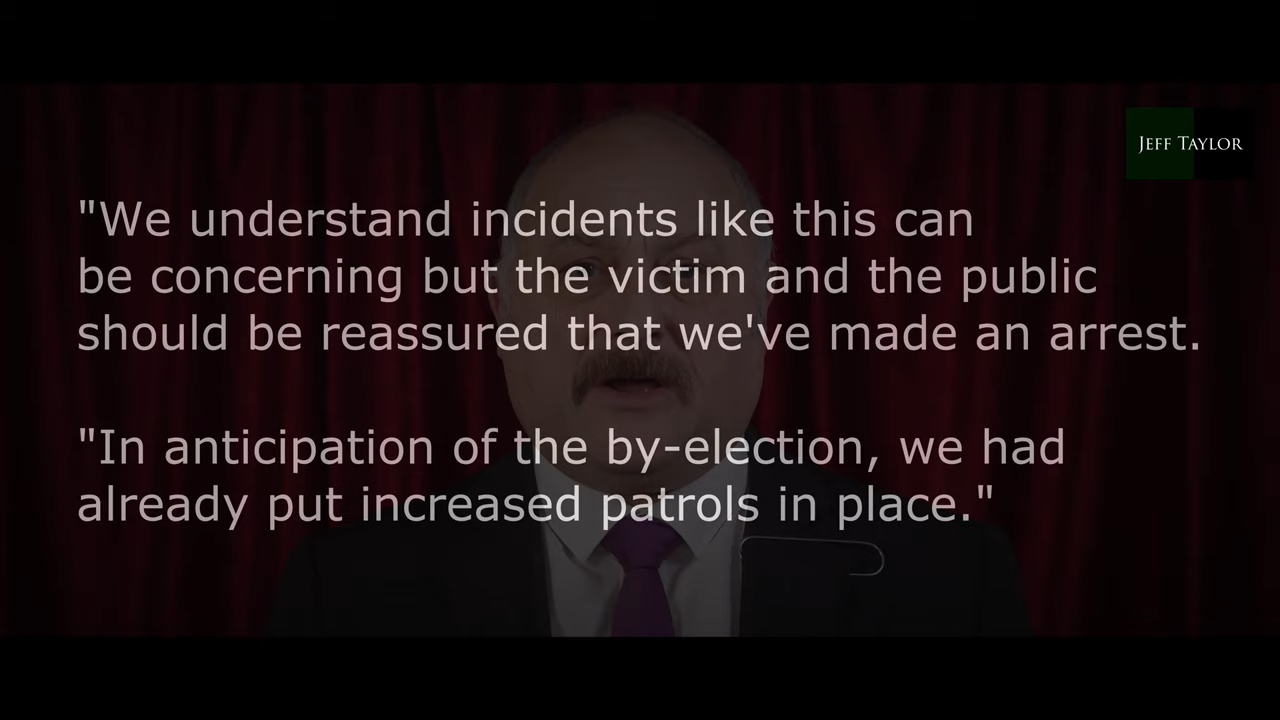 JEFF TAYLOR
"We understand incidents like this can
be concerning but the victim and the public
should be reassured that we've made an arrest.
"In anticipation of the by-election, we had
already put increased patrols in place."